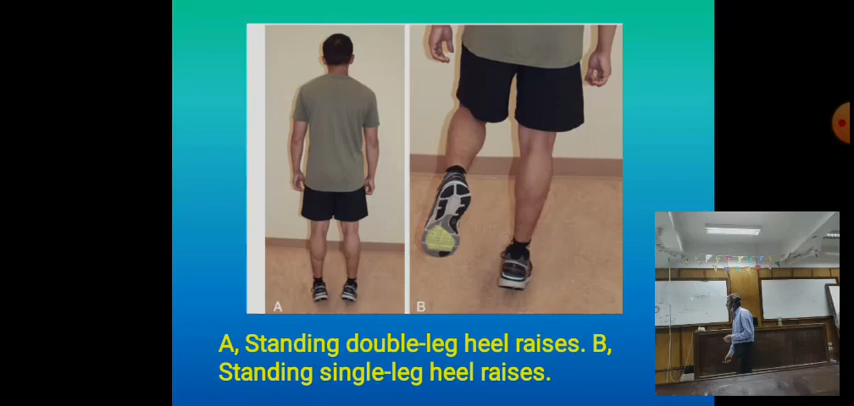 A
B
A, Standing double-leg heel raises. B,
Standing single-leg heel raises.